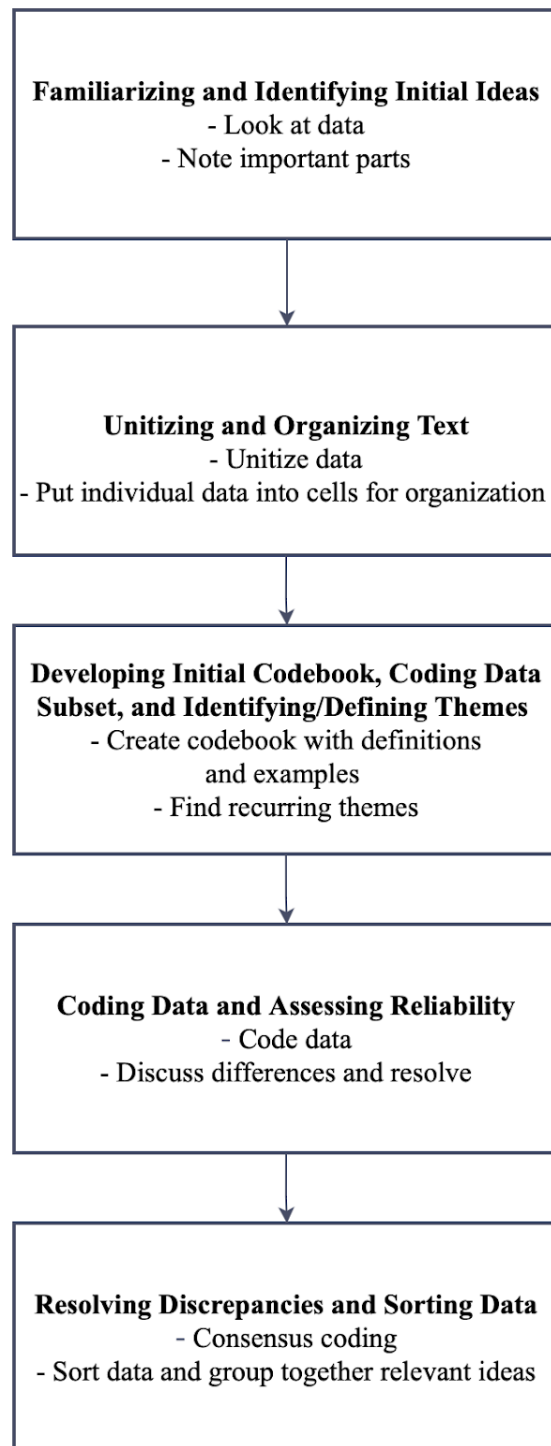 Familiarizing and Identifying Initial Ideas
- Look at data
- Note important parts
Unitizing and Organizing Text
- Unitize data
- Put individual data into cells for organization
Developing Initial Codebook, Coding Data
Subset, and Identifying/Defining Themes
- Create codebook with definitions
and examples
- Find recurring themes
Coding Data and Assessing Reliability
- Code data
- Discuss differences and resolve
Resolving Discrepancies and Sorting Data
- Consensus coding
- Sort data and group together relevant ideas